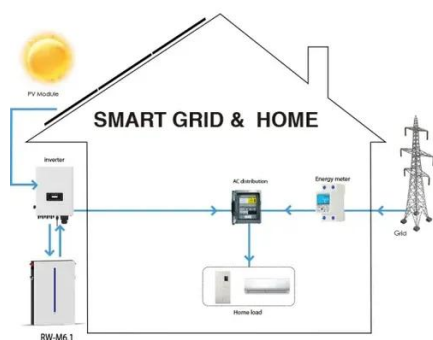 PV Module
SMART GRID & HOME
Inverter
AC distribution
Energy meter
Grid
Home load
RW-M6.1